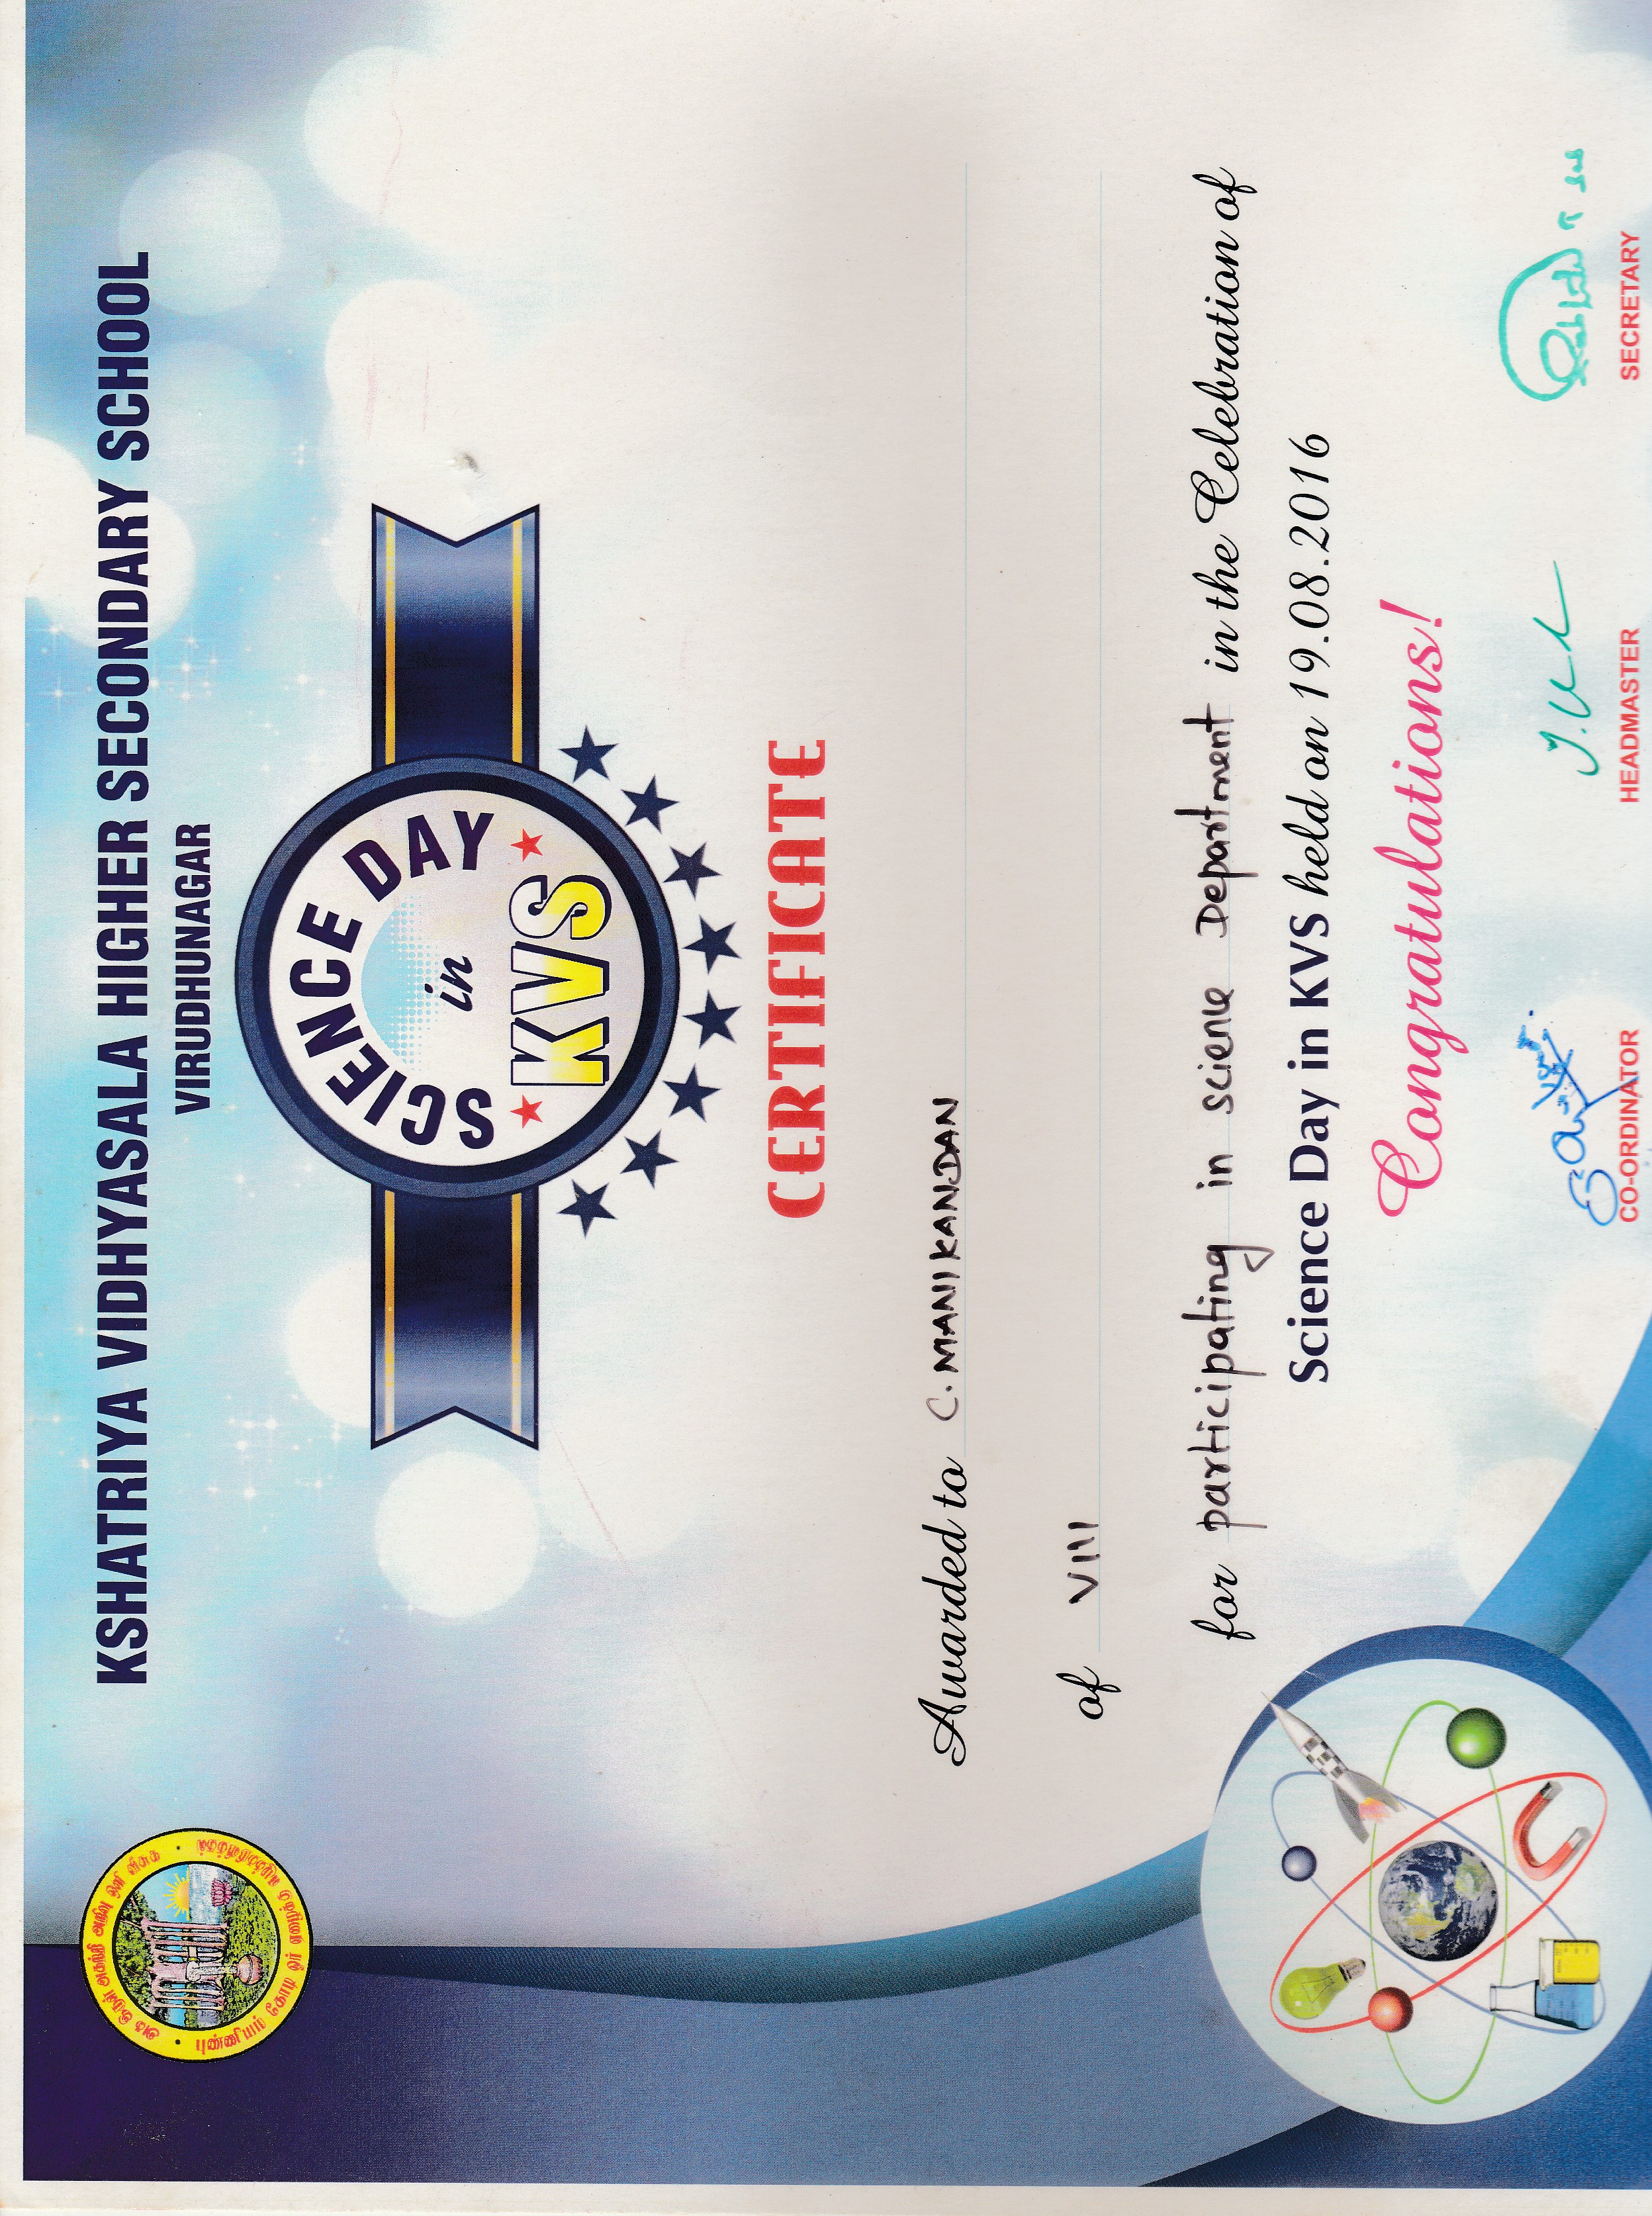 KSHATRIYA VIDHYASALA HIGHER SECONDARY SCHOOL
VIRUDHUNAGAR
SCIENCE DAY
in
KVS
CERTIFICATE
Awarded to C. MANIKANDAN
of VIII
for participating in science Department in the Celebration of
Science Day in KVS held on 19.08.2016
Congratulations!
CO-ORDINATOR HEADMASTER SECRETARY